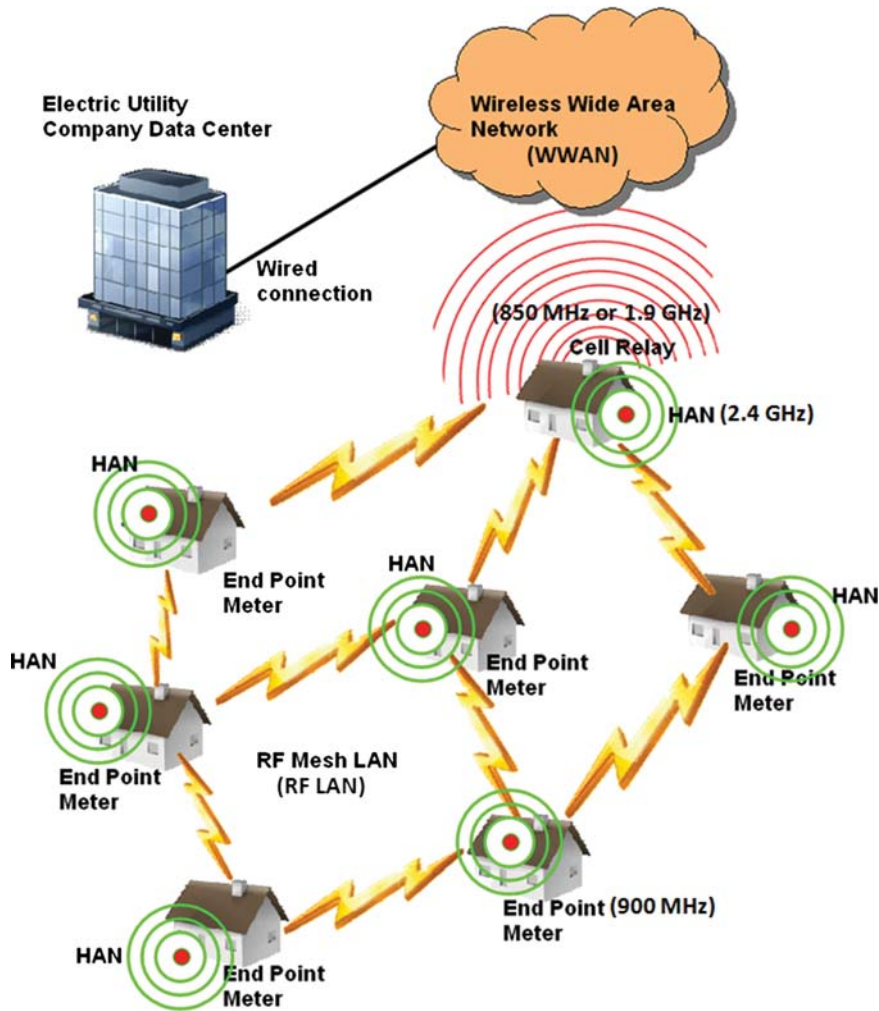 Electric Utility
Company Data Center
Wireless Wide Area
Network
(WWAN)
Wired
connection
(850 MHz or 1.9 GHz)
Cell Relay
HAN (2.4 GHz)
HAN
End Point
Meter
HAN
End Point
Meter
HAN
End Point
Meter
HAN
End Point
Meter
RF Mesh LAN
(RF LAN)
End Point (900 MHz)
Meter
HAN
End Point
Meter